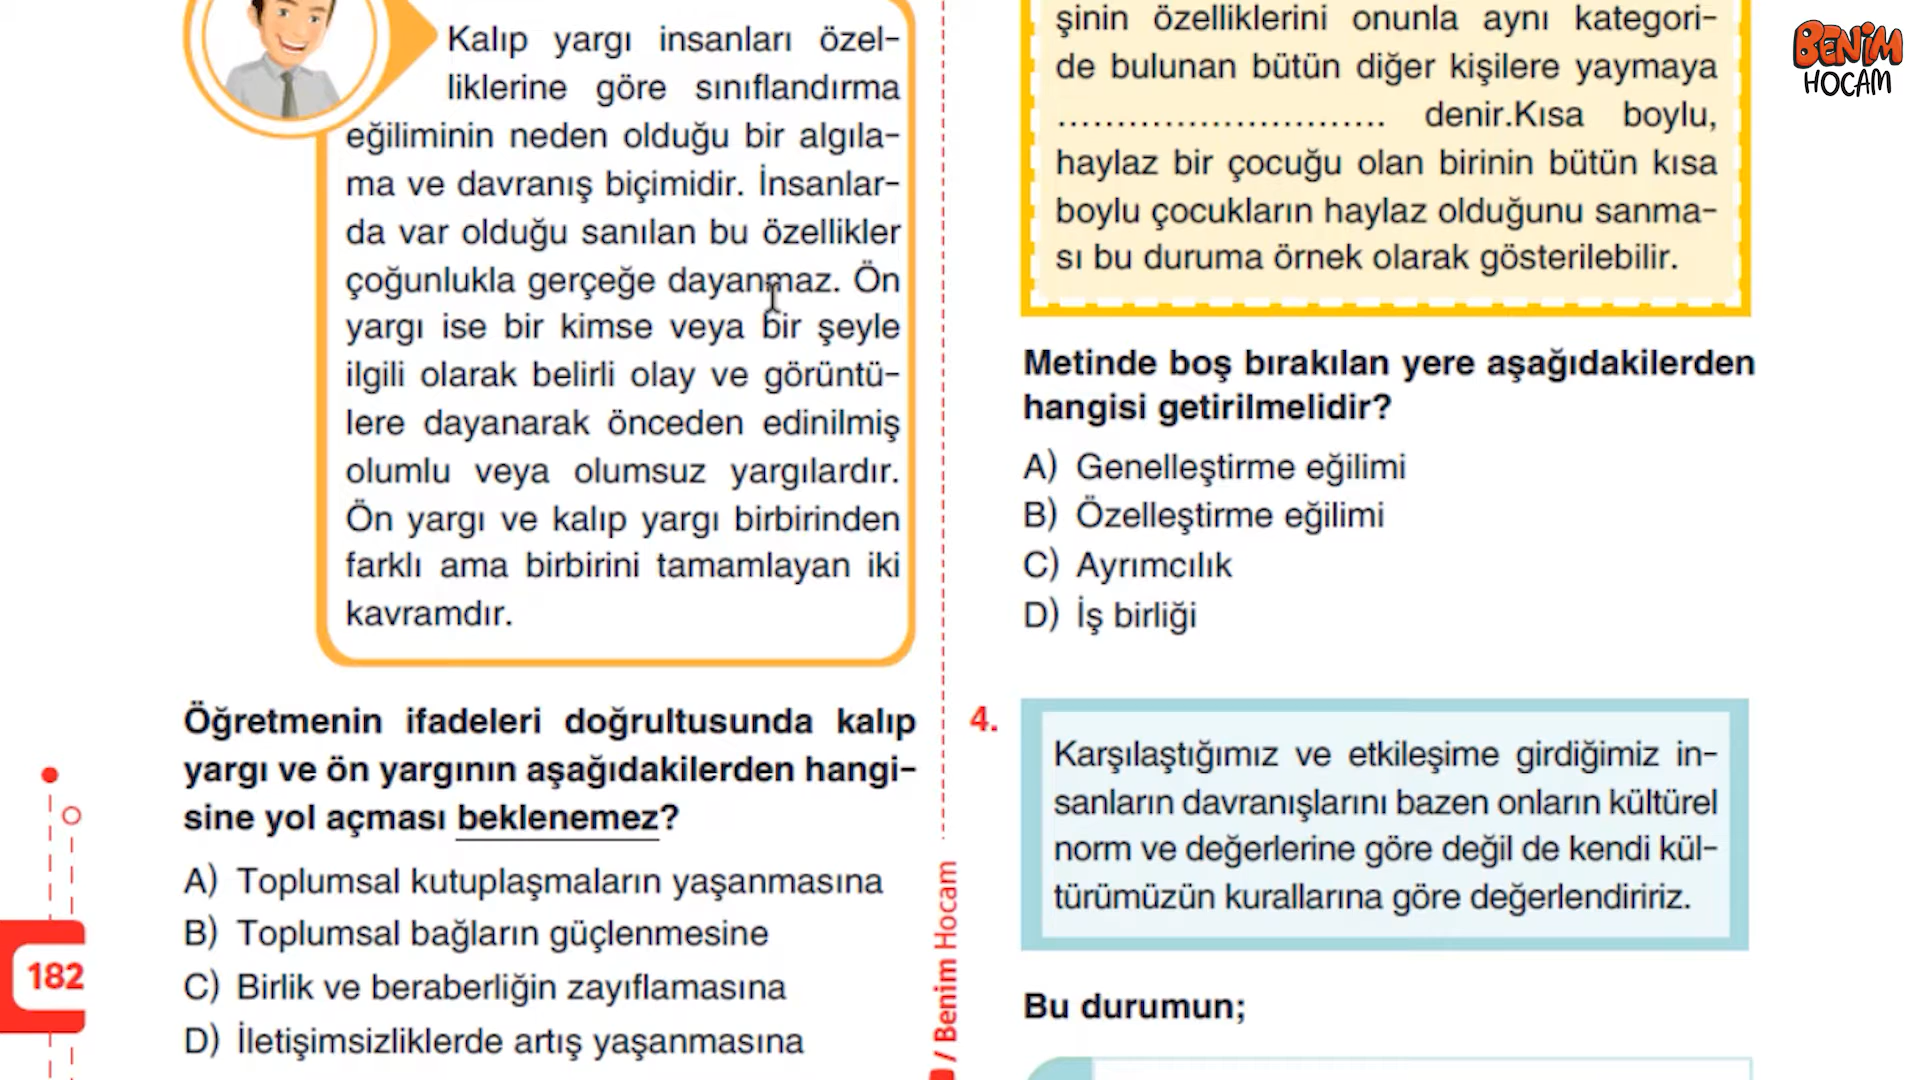 Kalıp yargı insanları özel-
liklerine göre sınıflandırma
eğiliminin neden olduğu bir algıla-
ma ve davranış biçimidir. İnsanlar-
da var olduğu sanılan bu özellikler
çoğunlukla gerçeğe dayanmaz. Ön
yargı ise bir kimse veya bir şeyle
ilgili olarak belirli olay ve görüntü-
lere dayanarak önceden edinilmiş
olumlu veya olumsuz yargılardır.
Ön yargı ve kalıp yargı birbirinden
farklı ama birbirini tamamlayan iki
kavramdır.
Öğretmenin ifadeleri doğrultusunda kalıp
yargı ve ön yargının aşağıdakilerden hangi-
sine yol açması beklenemez?
A) Toplumsal kutuplaşmaların yaşanmasına
B) Toplumsal bağların güçlenmesine
C) Birlik ve beraberliğin zayıflamasına
D) İletişimsizliklerde artış yaşanmasına
182
/ Benim Hocam
şinin özelliklerini onunla aynı kategori-
de bulunan bütün diğer kişilere yaymaya
............................ denir.Kısa boylu,
haylaz bir çocuğu olan birinin bütün kısa
boylu çocukların haylaz olduğunu sanma-
sı bu duruma örnek olarak gösterilebilir.
Metinde boş bırakılan yere aşağıdakilerden
hangisi getirilmelidir?
A) Genelleştirme eğilimi
B) Özelleştirme eğilimi
C) Ayrımcılık
D) İş birliği
4.
Karşılaştığımız ve etkileşime girdiğimiz in-
sanların davranışlarını bazen onların kültürel
norm ve değerlerine göre değil de kendi kül-
türümüzün kurallarına göre değerlendiririz.
Bu durumun;
BENİM
HOCAM